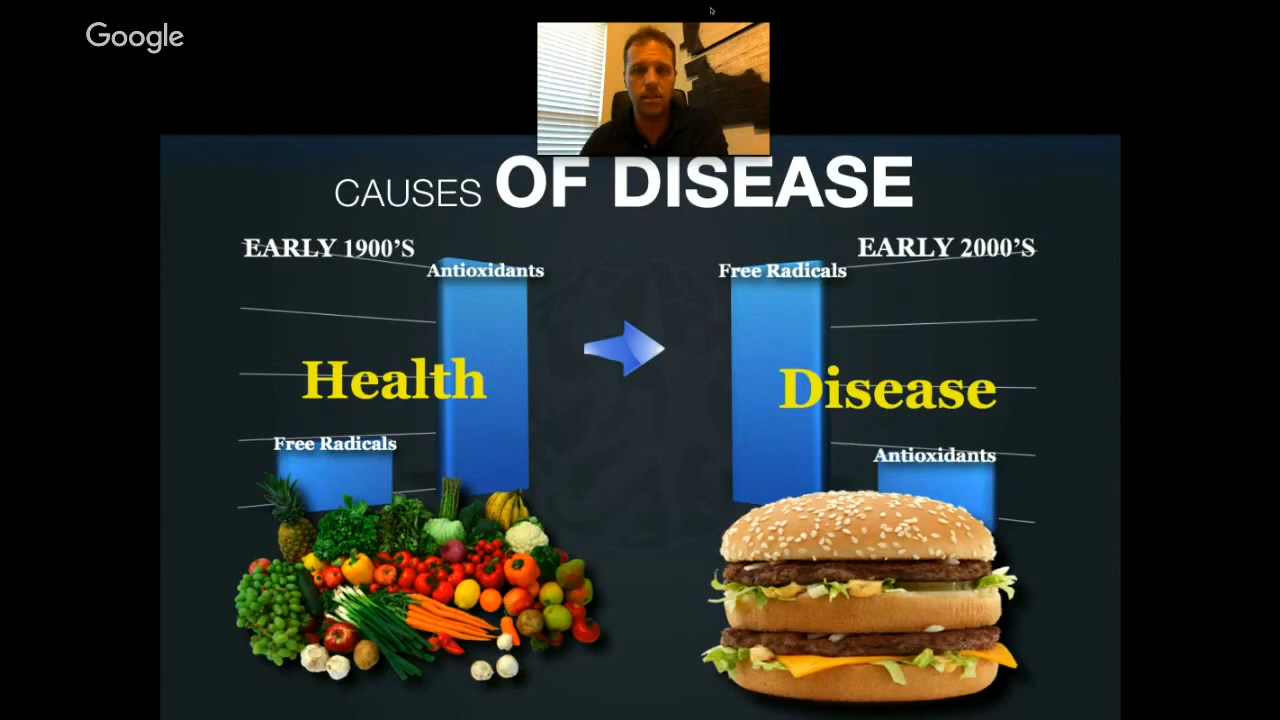 Google
CAUSES OF DISEASE
EARLY 1900'S
EARLY 2000'S
Antioxidants
Free Radicals
Health
Disease
Free Radicals
Antioxidants